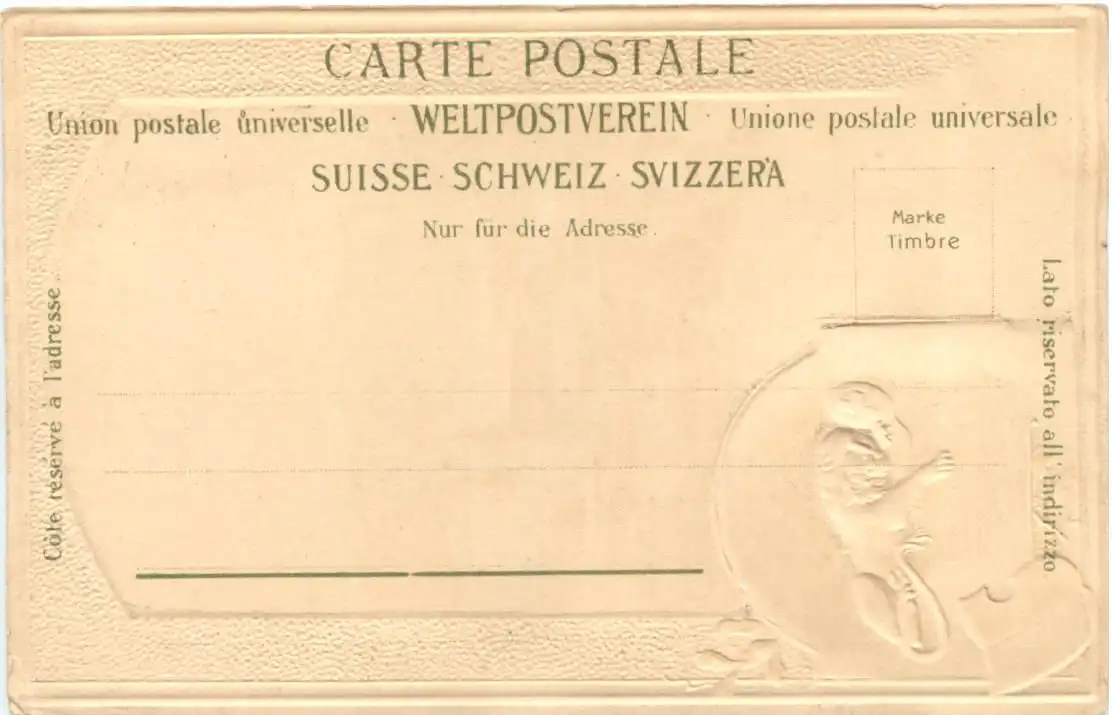 CARTE POSTALE
Union postale universelle · WELTPOSTVEREIN · Unione postale universale
SUISSE · SCHWEIZ · SVIZZERA
Nur für die Adresse.
Marke
Timbre
Côté réservé à l'adresse
Lato riservato all' indirizzo